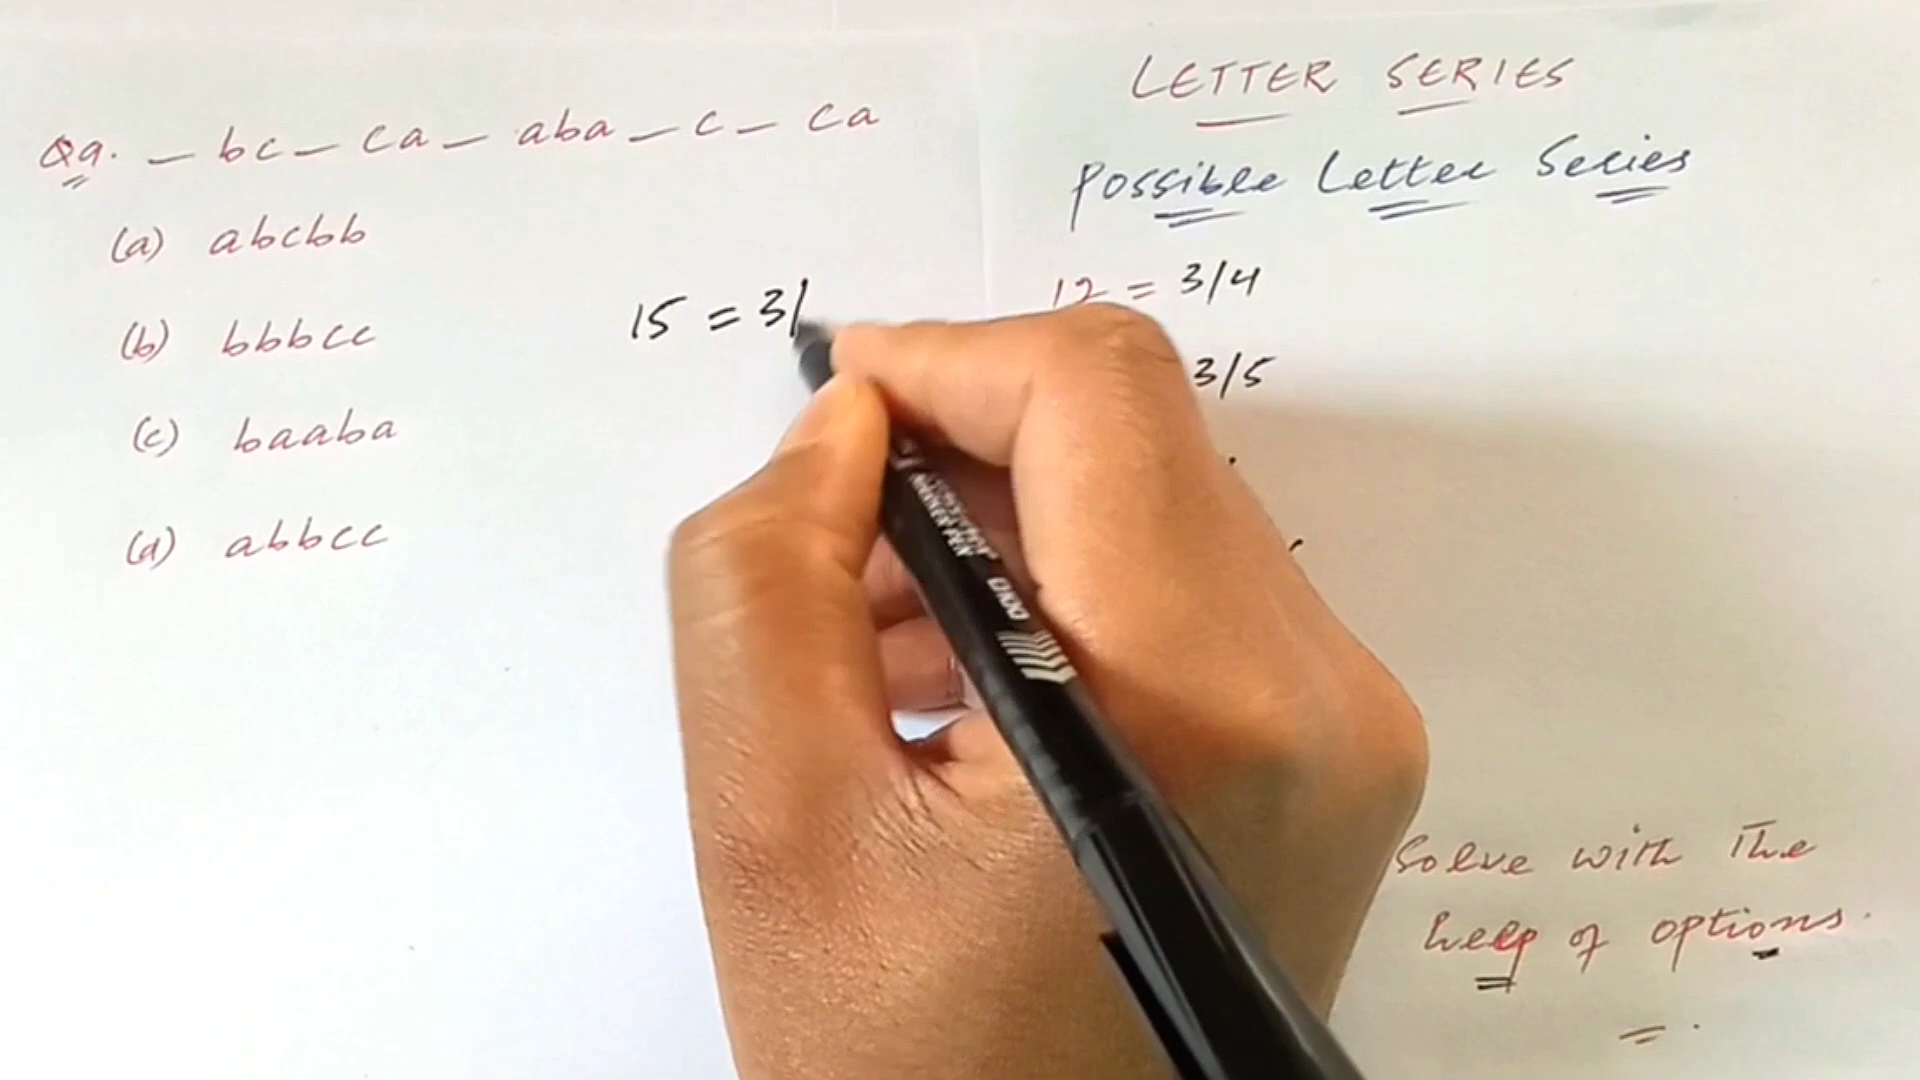 LETTER SERIES
Possible Letter Series
Q9. _ bc _ ca _ aba _ c _ ca
(a) abcbb
(b) bbbcc
(c) baaba
(d) abbcc
15 = 3/
12 = 3/4
3/5
Solve with The
help of options.